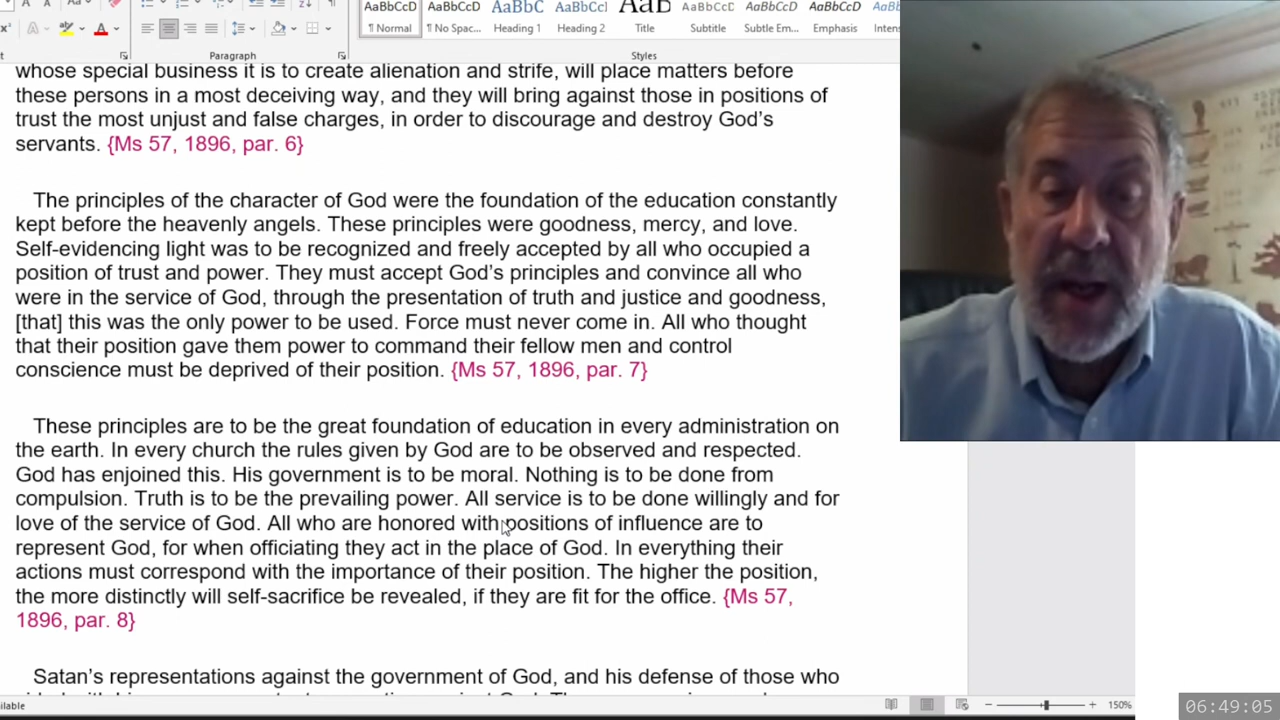 AaBbCcD
AaBbCcD
AaBbC
AaBbCcI
AaB
AaBbCcD
AaBbCcD
AaBbCcD
¶ Normal
¶ No Spac...
Heading 1
Heading 2
Title
Subtitle
Subtle Em...
Emphasis
Paragraph
Styles
whose special business it is to create alienation and strife, will place matters before
these persons in a most deceiving way, and they will bring against those in positions of
trust the most unjust and false charges, in order to discourage and destroy God's
servants. {Ms 57, 1896, par. 6}
The principles of the character of God were the foundation of the education constantly
kept before the heavenly angels. These principles were goodness, mercy, and love.
Self-evidencing light was to be recognized and freely accepted by all who occupied a
position of trust and power. They must accept God's principles and convince all who
were in the service of God, through the presentation of truth and justice and goodness,
[that] this was the only power to be used. Force must never come in. All who thought
that their position gave them power to command their fellow men and control
conscience must be deprived of their position. {Ms 57, 1896, par. 7}
These principles are to be the great foundation of education in every administration on
the earth. In every church the rules given by God are to be observed and respected.
God has enjoined this. His government is to be moral. Nothing is to be done from
compulsion. Truth is to be the prevailing power. All service is to be done willingly and for
love of the service of God. All who are honored with positions of influence are to
represent God, for when officiating they act in the place of God. In everything their
actions must correspond with the importance of their position. The higher the position,
the more distinctly will self-sacrifice be revealed, if they are fit for the office. {Ms 57,
1896, par. 8}
Satan's representations against the government of God, and his defense of those who
150%
06:49:05